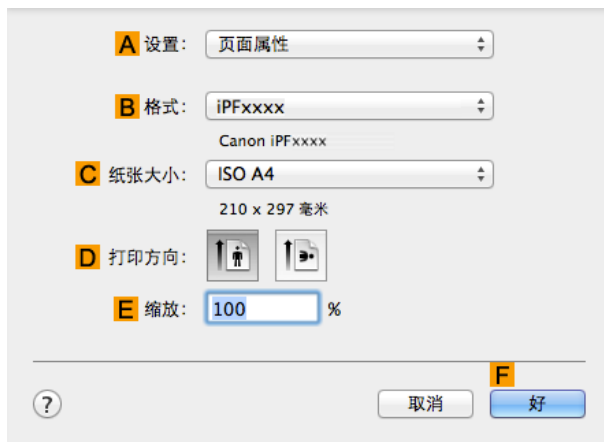 A 设置： 页面属性
B 格式： iPFxxxx
Canon iPFxxxx
C 纸张大小： ISO A4
210 x 297 毫米
D 打印方向：
E 缩放： 100 %
F
? 取消 好